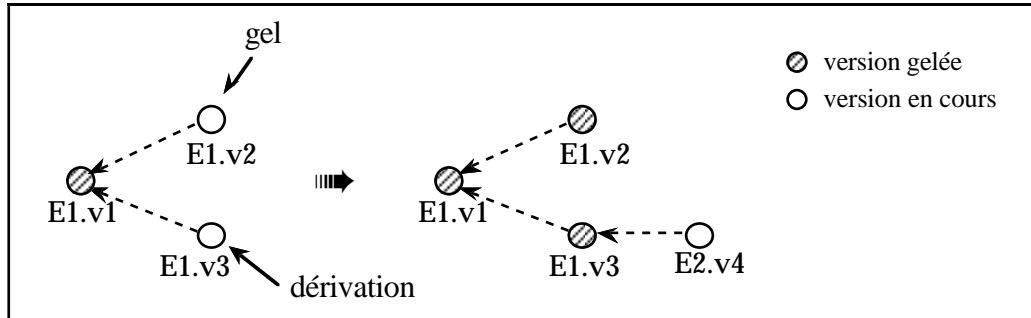 gel
version gelée
version en cours
E1.v2
E1.v2
E1.v1
E1.v1
E1.v3
E1.v3
E2.v4
dérivation